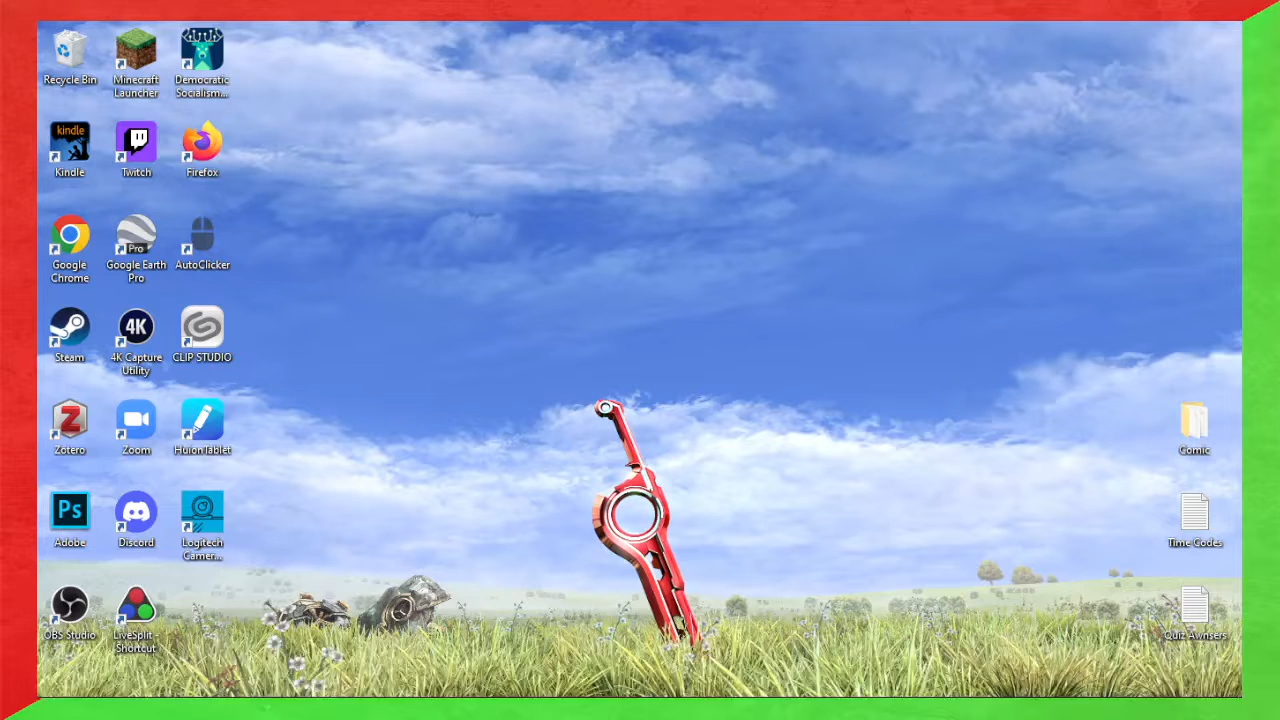 Recycle Bin
Minecraft
Launcher
Democratic
Socialism...
kindle
Kindle
Twitch
Firefox
Google
Chrome
Pro
Google Earth
Pro
AutoClicker
Steam
4K
4K Capture
Utility
CLIP STUDIO
Z
Zotero
Zoom
HuionTablet
Ps
Adobe
Discord
Logitech
Camer...
OBS Studio
LiveSplit -
Shortcut
Comic
Time Codes
Quiz Awnsers